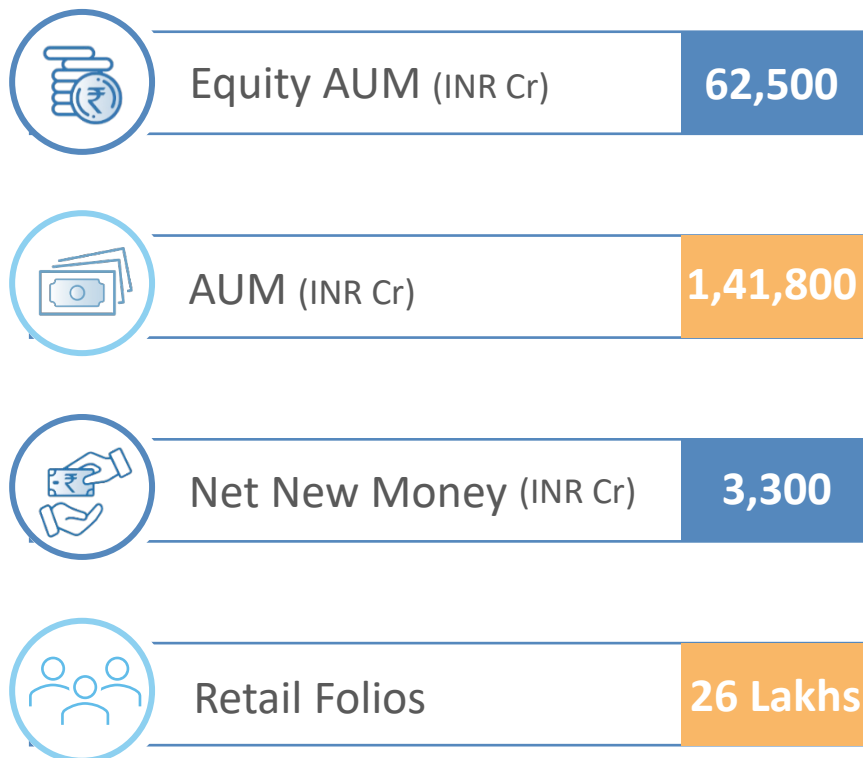 Equity AUM (INR Cr) 62,500
AUM (INR Cr) 1,41,800
Net New Money (INR Cr) 3,300
Retail Folios 26 Lakhs